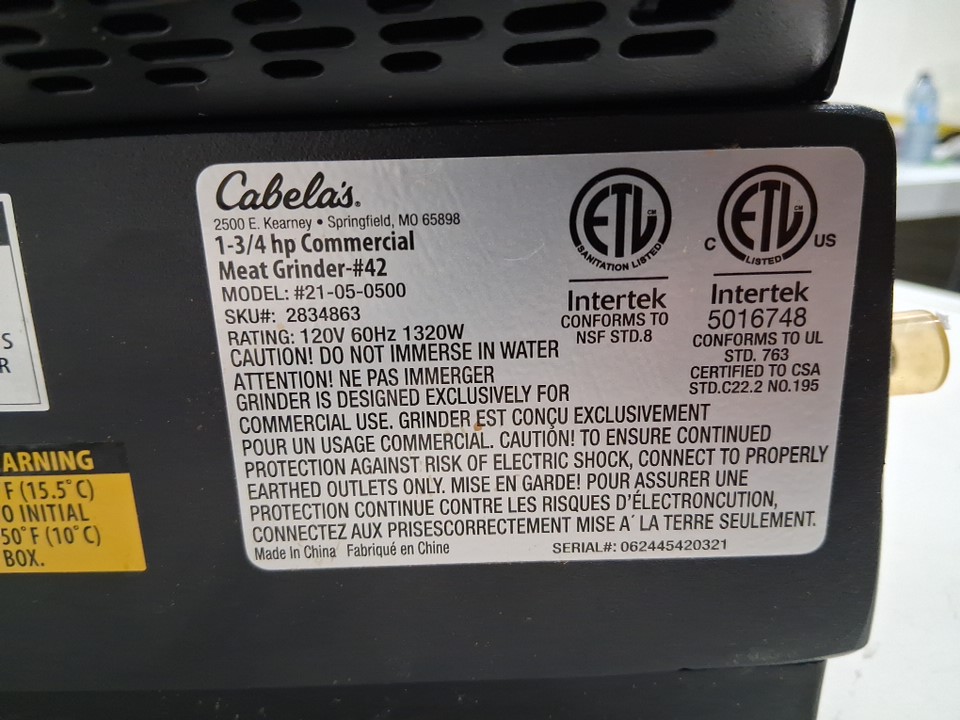 Cabela's®
2500 E. Kearney • Springfield, MO 65898
1-3/4 hp Commercial
Meat Grinder-#42
MODEL: #21-05-0500
SKU#: 2834863
RATING: 120V 60Hz 1320W
CAUTION! DO NOT IMMERSE IN WATER
ATTENTION! NE PAS IMMERGER
GRINDER IS DESIGNED EXCLUSIVELY FOR
COMMERCIAL USE. GRINDER EST CONÇU EXCLUSIVEMENT
POUR UN USAGE COMMERCIAL. CAUTION! TO ENSURE CONTINUED
PROTECTION AGAINST RISK OF ELECTRIC SHOCK, CONNECT TO PROPERLY
EARTHED OUTLETS ONLY. MISE EN GARDE! POUR ASSURER UNE
PROTECTION CONTINUE CONTRE LES RISQUES D'ÉLECTRONCUTION,
CONNECTEZ AUX PRISESCORRECTEMENT MISE A' LA TERRE SEULEMENT.
Made in China Fabriqué en Chine
SERIAL#: 062445420321
ETL CM
SANITATION LISTED
Intertek
CONFORMS TO
NSF STD.8
C ETL CM US
LISTED
Intertek
5016748
CONFORMS TO UL
STD. 763
CERTIFIED TO CSA
STD.C22.2 NO.195
S
R
ARNING
F (15.5°C)
O INITIAL
50°F (10°C)
BOX.